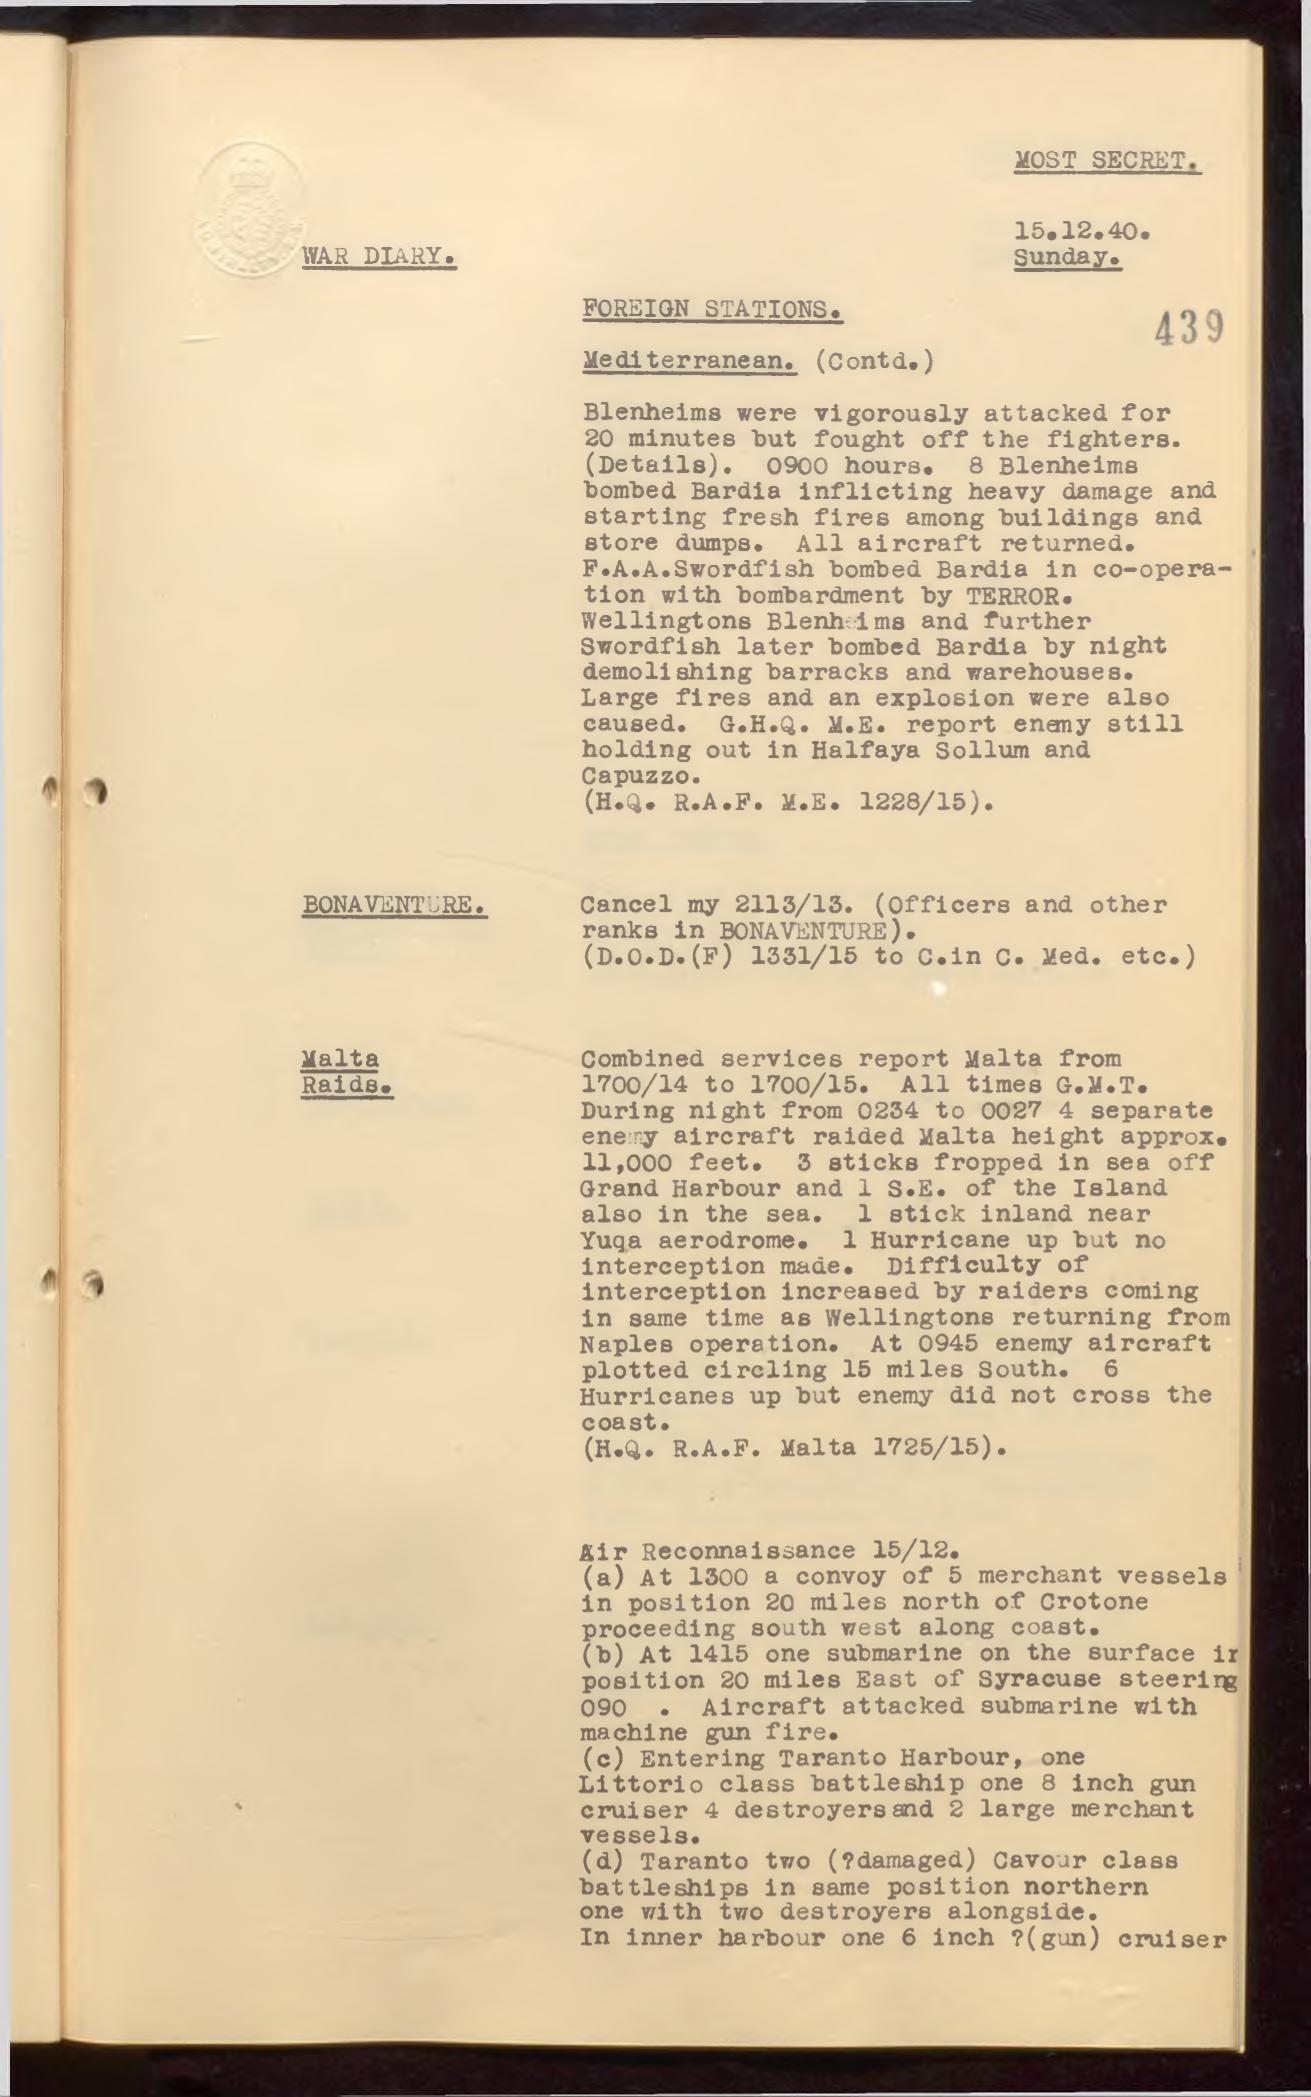 MOST SECRET.
15.12.40.
WAR DIARY.
Sunday.
FOREIGN STATIONS.
439
Mediterranean. (Contd.)
Blenheims were vigorously attacked for
20 minutes but fought off the fighters.
(Details). 0900 hours. 8 Blenheims
bombed Bardia inflicting heavy damage and
starting fresh fires among buildings and
store dumps. All aircraft returned.
F.A.A.Swordfish bombed Bardia in co-opera-
tion with bombardment by TERROR.
Wellingtons Blenheims and further
Swordfish later bombed Bardia by night
demolishing barracks and warehouses.
Large fires and an explosion were also
caused. G.H.Q. M.E. report enemy still
holding out in Halfaya Sollum and
Capuzzo.
(H.Q. R.A.F. M.E. 1228/15).
BONAVENTURE.
Cancel my 2113/13. (Officers and other
ranks in BONAVENTURE).
(D.O.D.(F) 1331/15 to C.in C. Med. etc.)
Malta
Raids.
Combined services report Malta from
1700/14 to 1700/15. All times G.M.T.
During night from 0234 to 0027 4 separate
enemy aircraft raided Malta height approx.
11,000 feet. 3 sticks fropped in sea off
Grand Harbour and 1 S.E. of the Island
also in the sea. 1 stick inland near
Yuqa aerodrome. 1 Hurricane up but no
interception made. Difficulty of
interception increased by raiders coming
in same time as Wellingtons returning from
Naples operation. At 0945 enemy aircraft
plotted circling 15 miles South. 6
Hurricanes up but enemy did not cross the
coast.
(H.Q. R.A.F. Malta 1725/15).
Air Reconnaissance 15/12.
(a) At 1300 a convoy of 5 merchant vessels
in position 20 miles north of Crotone
proceeding south west along coast.
(b) At 1415 one submarine on the surface in
position 20 miles East of Syracuse steering
090 . Aircraft attacked submarine with
machine gun fire.
(c) Entering Taranto Harbour, one
Littorio class battleship one 8 inch gun
cruiser 4 destroyers and 2 large merchant
vessels.
(d) Taranto two (?damaged) Cavour class
battleships in same position northern
one with two destroyers alongside.
In inner harbour one 6 inch ?(gun) cruiser